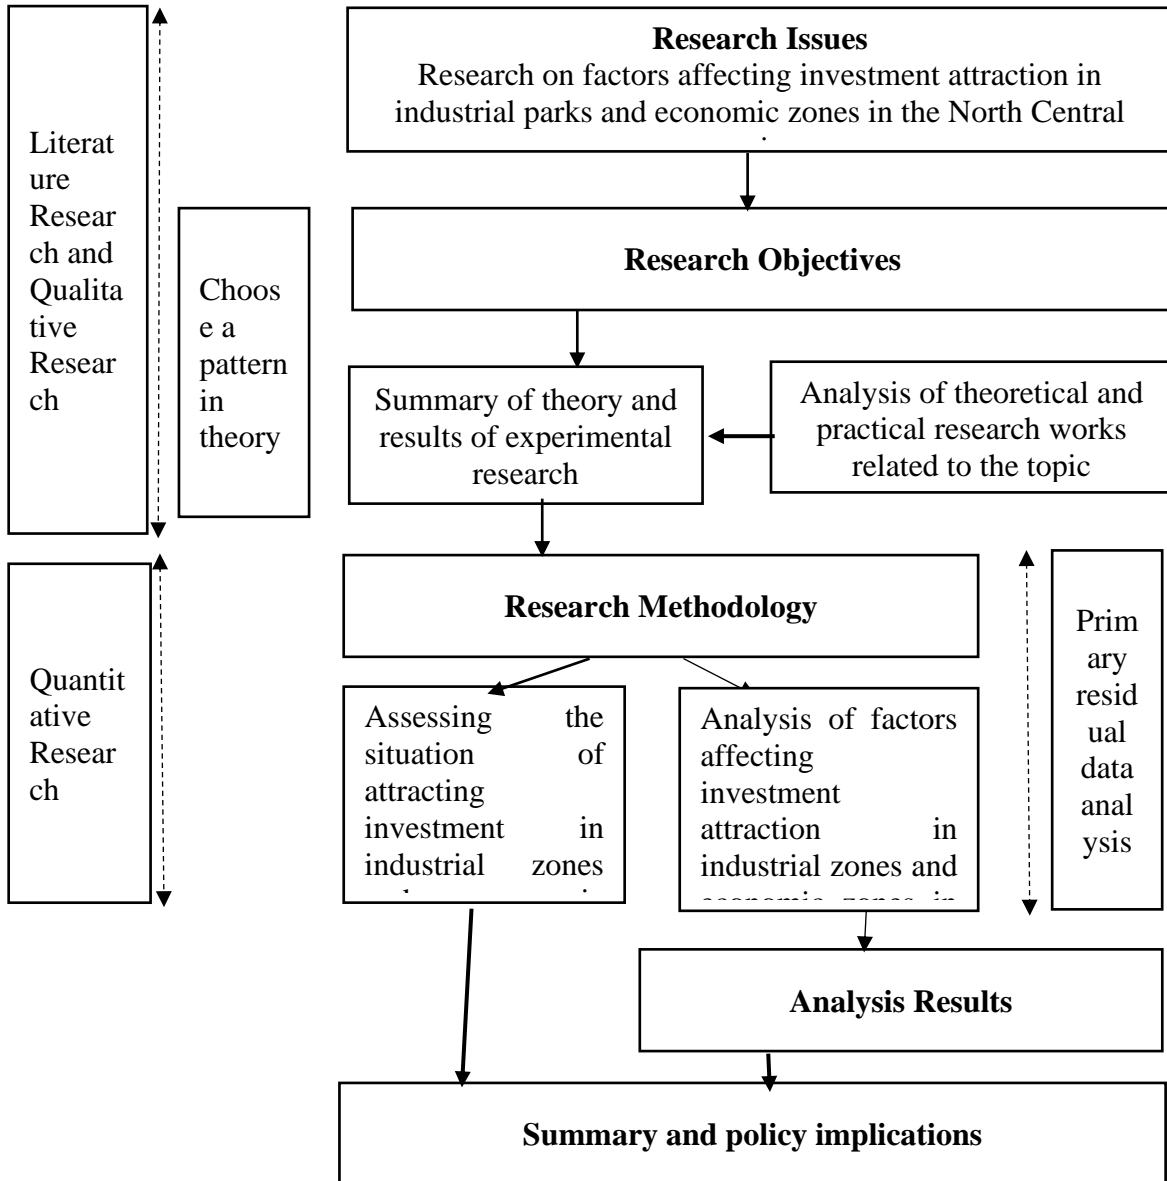 Research Issues
Research on factors affecting investment attraction in
industrial parks and economic zones in the North Central
Literat
ure
Resear
ch and
Qualita
tive
Resear
ch
Choos
e a
pattern
in
theory
Research Objectives
Summary of theory and
results of experimental
research
Analysis of theoretical and
practical research works
related to the topic
Research Methodology
Quantit
ative
Resear
ch
Assessing the
situation of
attracting
investment in
industrial zones
Analysis of factors
affecting
investment
attraction in
industrial zones and
economic zones in
Prim
ary
resid
ual
data
anal
ysis
Analysis Results
Summary and policy implications